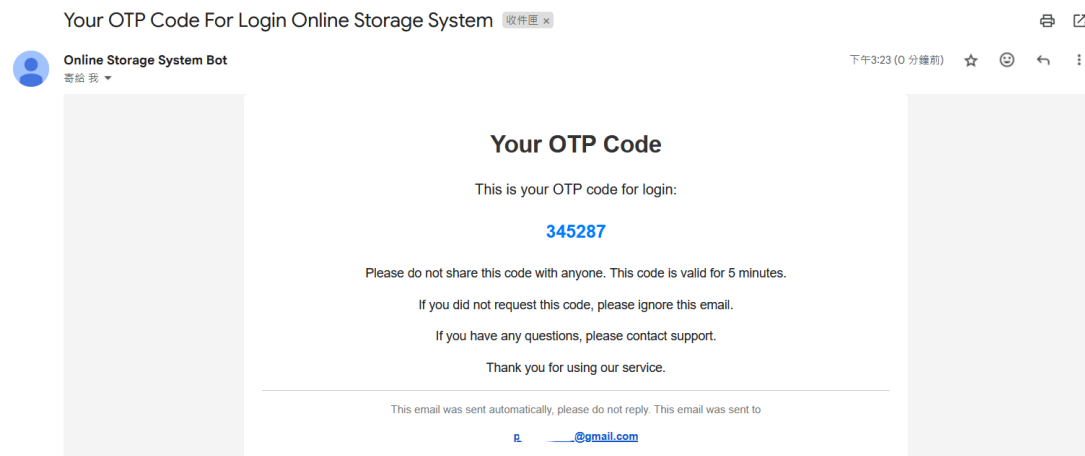 Your OTP Code For Login Online Storage System 收件匣 ×
Online Storage System Bot
下午3:23 (0 分鐘前)
寄給 我
Your OTP Code
This is your OTP code for login:
345287
Please do not share this code with anyone. This code is valid for 5 minutes.
If you did not request this code, please ignore this email.
If you have any questions, please contact support.
Thank you for using our service.
This email was sent automatically, please do not reply. This email was sent to
p @gmail.com